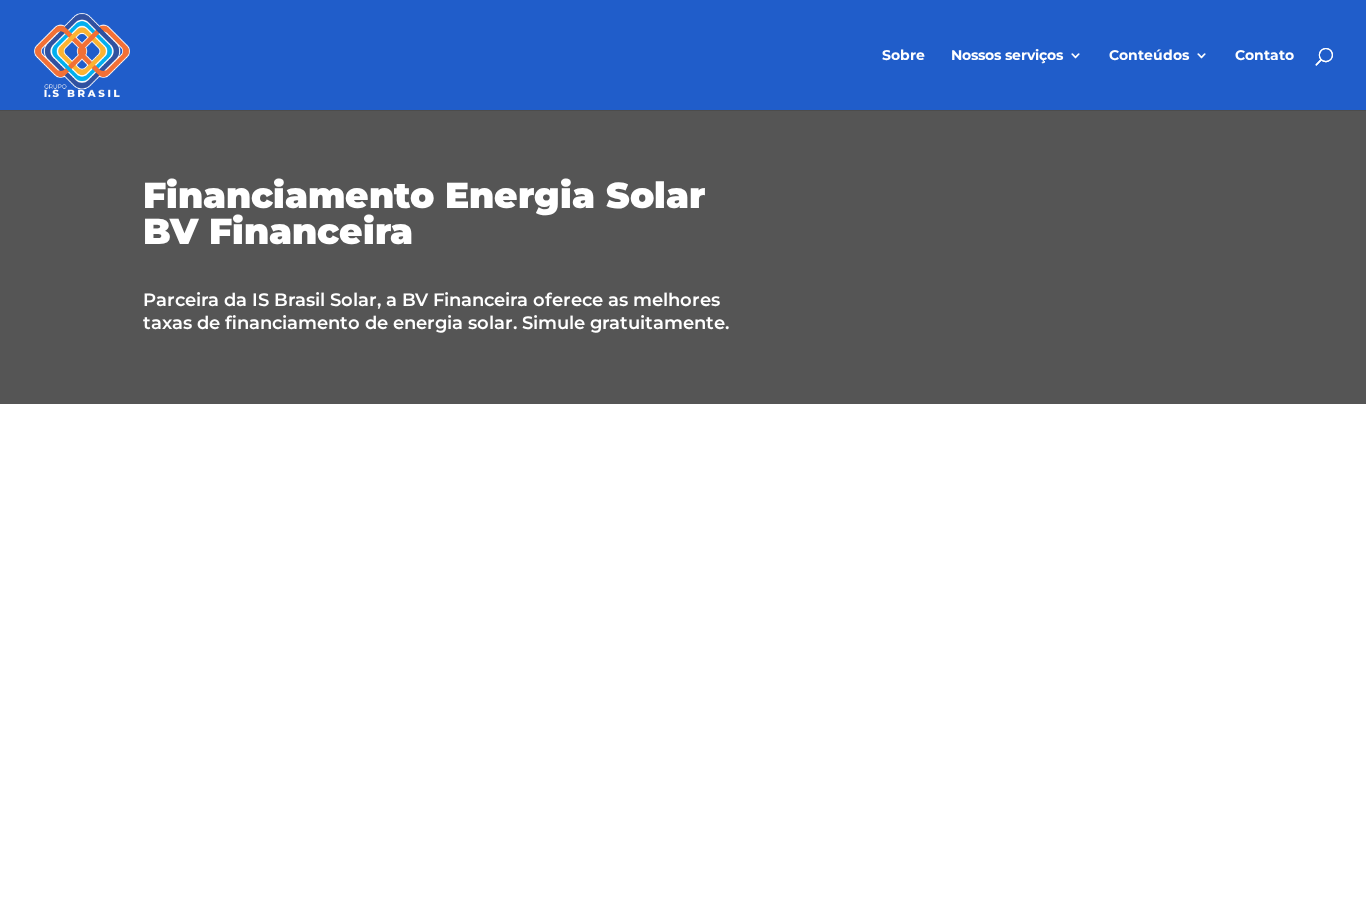 GRUPO
I.S BRASIL
Sobre
Nossos serviços
Conteúdos
Contato
Financiamento Energia Solar
BV Financeira
Parceira da IS Brasil Solar, a BV Financeira oferece as melhores
taxas de financiamento de energia solar. Simule gratuitamente.